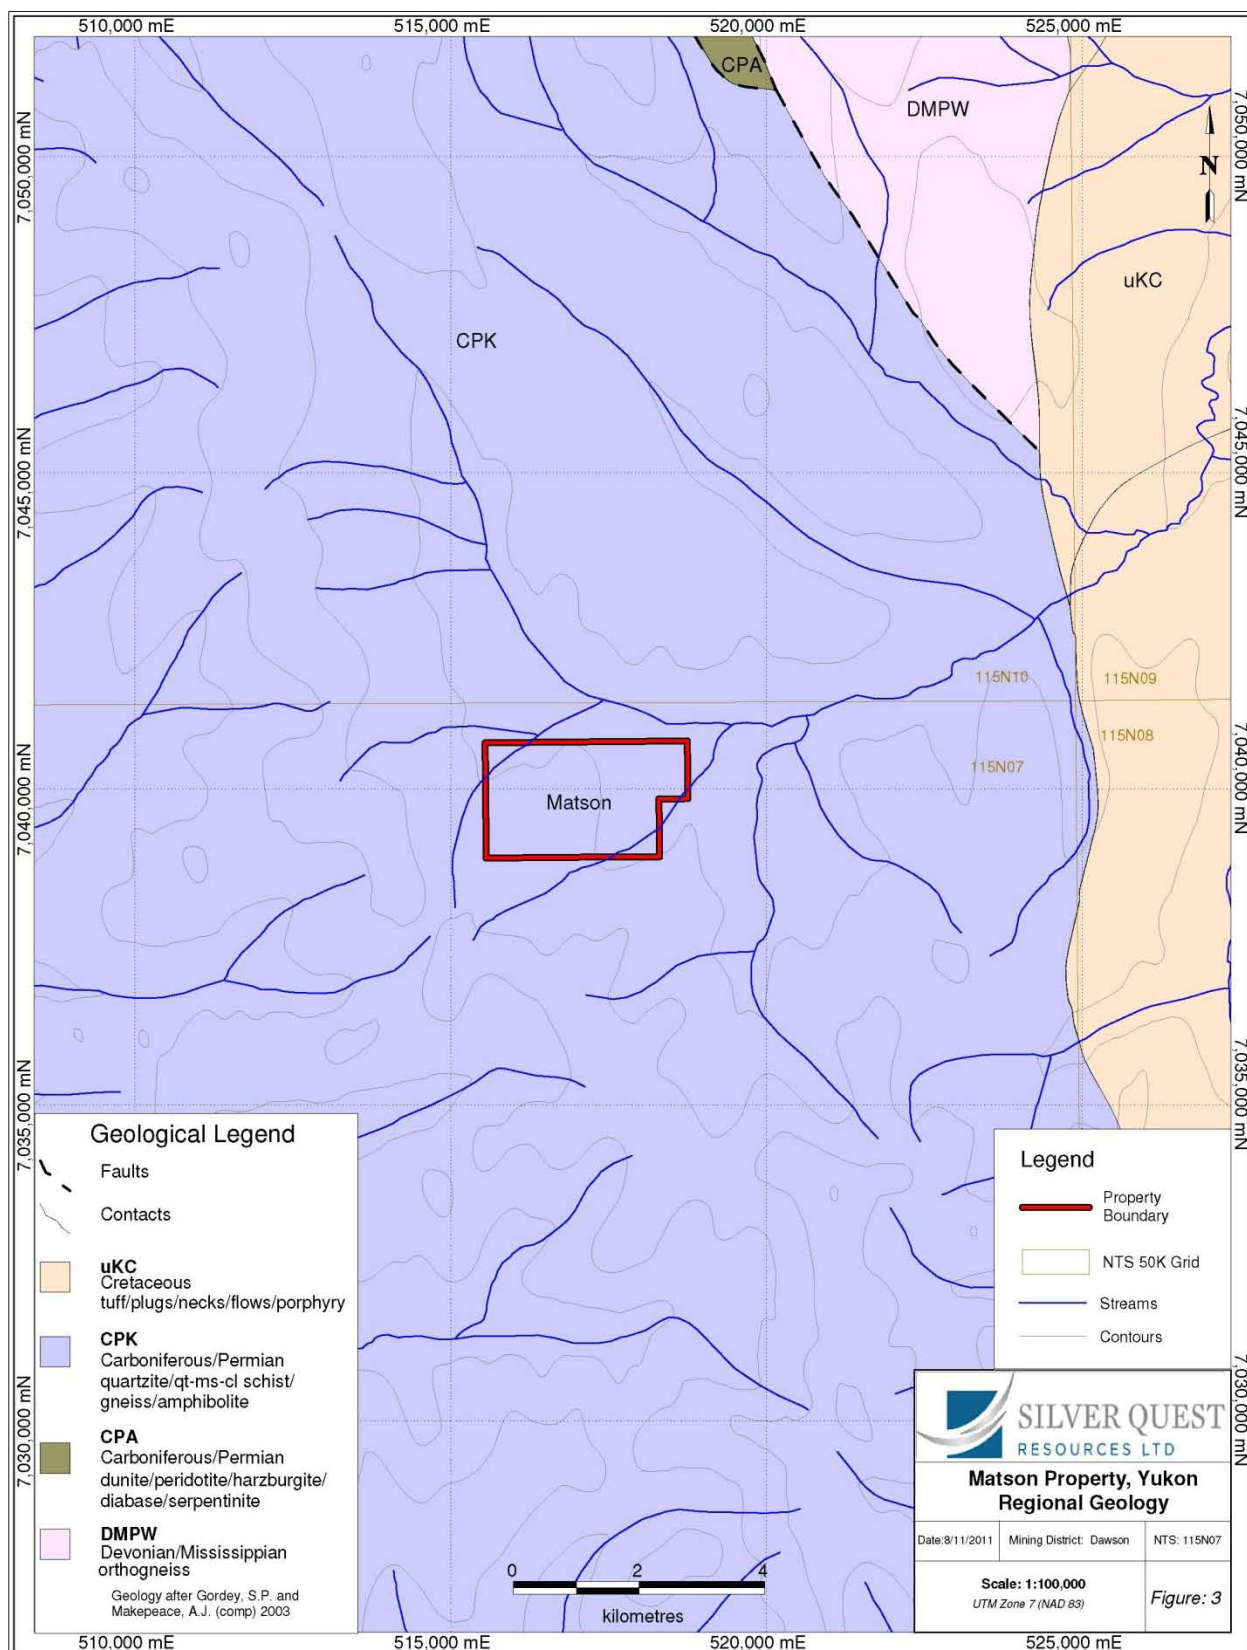 510,000 mE
515,000 mE
520,000 mE
525,000 mE
CPA
DMPW
7,050,000 mN
7,050,000 mN
N
uKC
CPK
7,045,000 mN
7,045,000 mN
115N10
115N09
115N08
115N07
7,040,000 mN
7,040,000 mN
Matson
7,035,000 mN
7,035,000 mN
Geological Legend
Faults
Contacts
uKC
Cretaceous
tuff/plugs/necks/flows/porphyry
CPK
Carboniferous/Permian
quartzite/qt-ms-cl schist/
gneiss/amphibolite
CPA
Carboniferous/Permian
dunite/peridotite/harzburgite/
diabase/serpentinite
DMPW
Devonian/Mississippian
orthogneiss
Geology after Gordey, S.P. and
Makepeace, A.J. (comp) 2003
7,030,000 mN
7,030,000 mN
0 2 4
kilometres
Legend
Property
Boundary
NTS 50K Grid
Streams
Contours
SILVER QUEST
RESOURCES LTD
Matson Property, Yukon
Regional Geology
Date:8/11/2011 Mining District: Dawson NTS: 115N07
Scale: 1:100,000
UTM Zone 7 (NAD 83)
Figure: 3
510,000 mE
515,000 mE
520,000 mE
525,000 mE